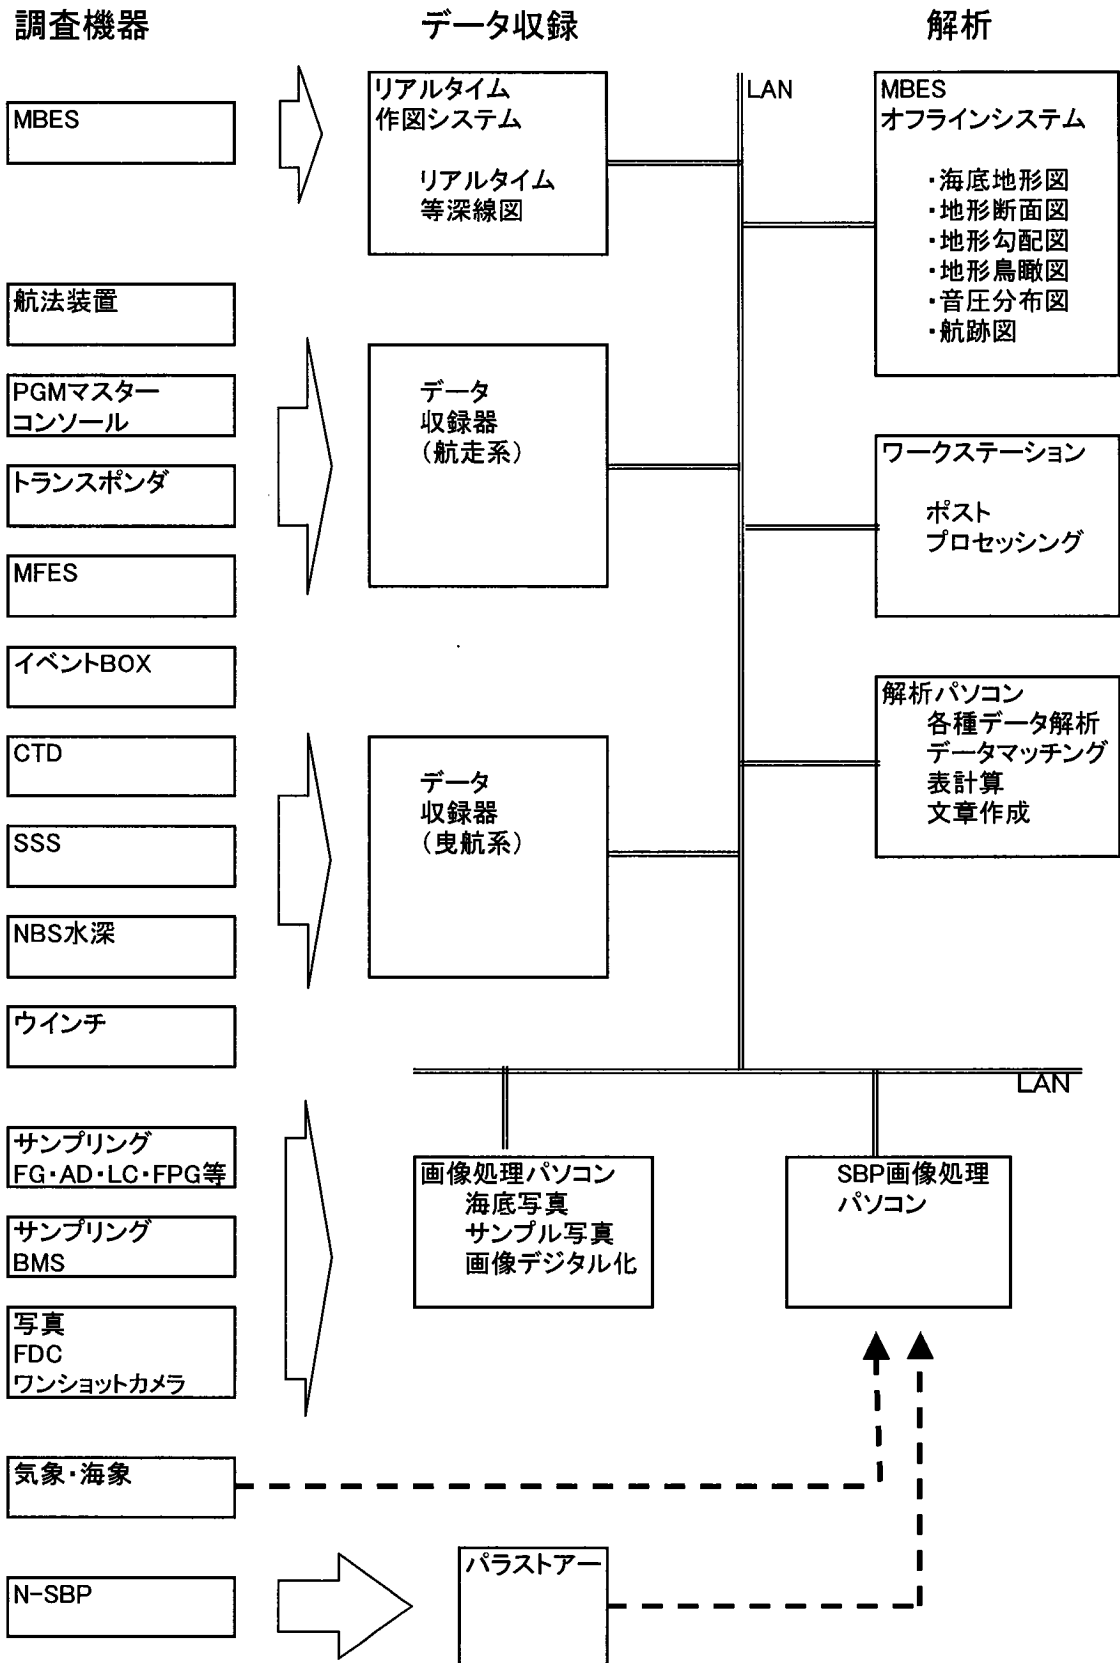 調査機器
データ収録
解析
MBES
リアルタイム
作図システム
リアルタイム
等深線図
LAN
MBES
オフラインシステム
・海底地形図
・地形断面図
・地形勾配図
・地形鳥瞰図
・音圧分布図
・航跡図
航法装置
PGMマスター
コンソール
トランスポンダ
MFES
データ
収録器
(航走系)
ワークステーション
ポスト
プロセッシング
イベントBOX
CTD
SSS
NBS水深
ウインチ
データ
収録器
(曳航系)
解析パソコン
各種データ解析
データマッチング
表計算
文章作成
LAN
サンプリング
FG・AD・LC・FPG等
サンプリング
BMS
写真
FDC
ワンショットカメラ
画像処理パソコン
海底写真
サンプル写真
画像デジタル化
SBP画像処理
パソコン
気象・海象
N-SBP
パラストアー